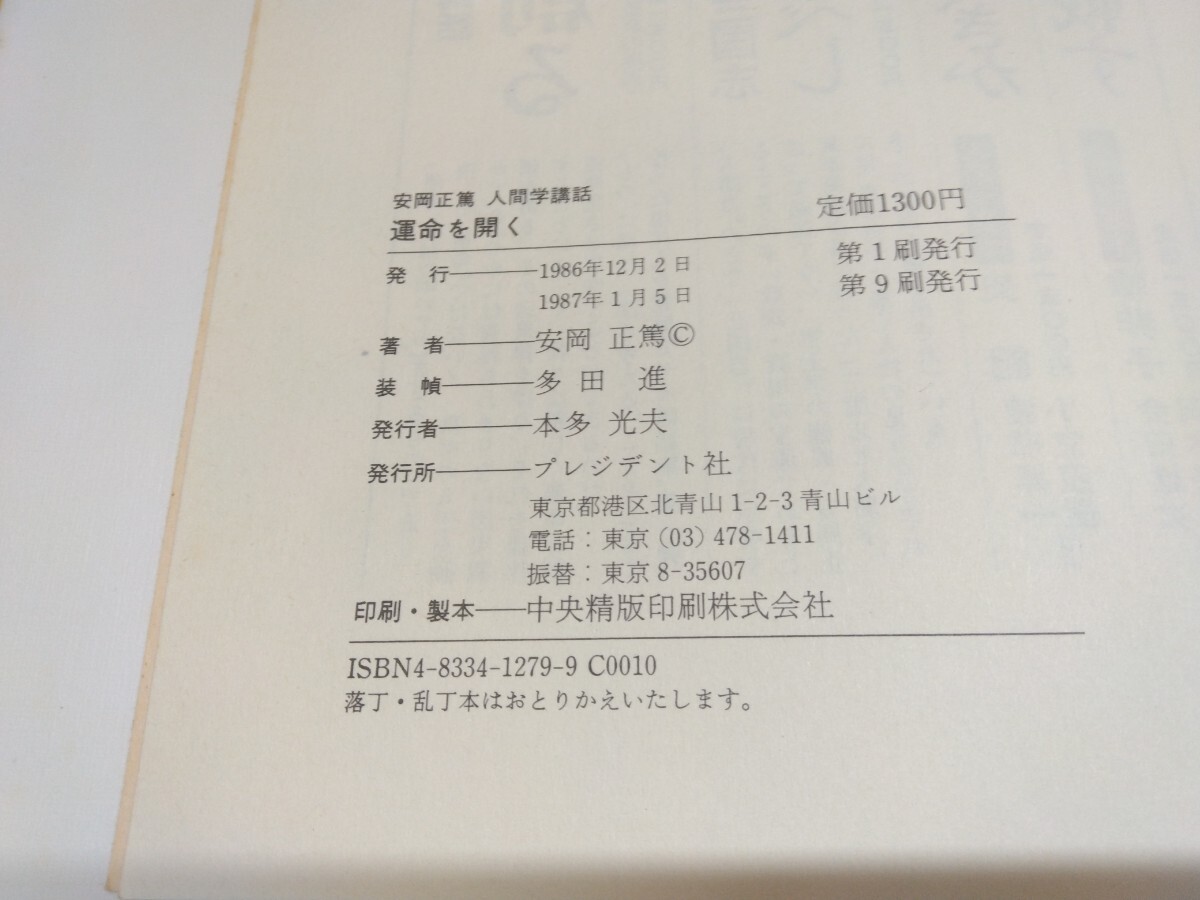 安岡正篤 人間学講話
運命を開く 定価1300円
発 行――1986年12月2日 第1刷発行
1987年1月5日 第9刷発行
著 者――安岡 正篤©
装 幀――多田 進
発行者――本多 光夫
発行所――プレジデント社
東京都港区北青山1-2-3青山ビル
電話：東京(03)478-1411
振替：東京8-35607
印刷・製本――中央精版印刷株式会社
ISBN4-8334-1279-9 C0010
落丁・乱丁本はおとりかえいたします。